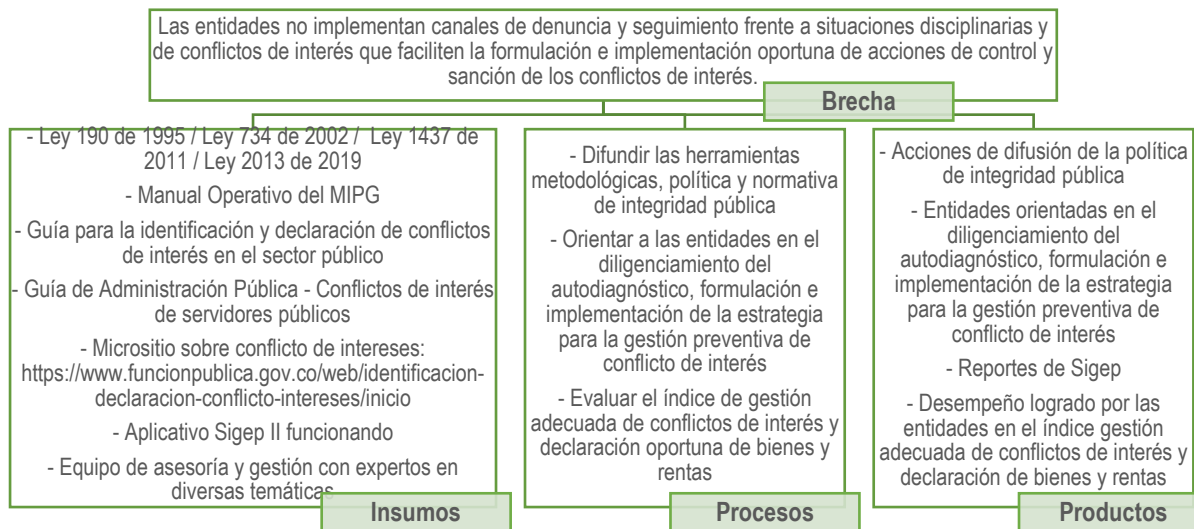 Las entidades no implementan canales de denuncia y seguimiento frente a situaciones disciplinarias y
de conflictos de interés que faciliten la formulación e implementación oportuna de acciones de control y
sanción de los conflictos de interés.
Brecha
- Ley 190 de 1995 / Ley 734 de 2002 / Ley 1437 de
2011 / Ley 2013 de 2019
- Manual Operativo del MIPG
- Guía para la identificación y declaración de conflictos
de interés en el sector público
- Guía de Administración Pública - Conflictos de interés
de servidores públicos
- Micrositio sobre conflicto de intereses:
https://www.funcionpublica.gov.co/web/identificacion-
declaracion-conflicto-intereses/inicio
- Aplicativo Sigep II funcionando
- Equipo de asesoría y gestión con expertos en
diversas temáticas
Insumos
- Difundir las herramientas
metodológicas, política y normativa
de integridad pública
- Orientar a las entidades en el
diligenciamiento del
autodiagnóstico, formulación e
implementación de la estrategia
para la gestión preventiva de
conflicto de interés
- Evaluar el índice de gestión
adecuada de conflictos de interés y
declaración oportuna de bienes y
rentas
Procesos
- Acciones de difusión de la política
de integridad pública
- Entidades orientadas en el
diligenciamiento del
autodiagnóstico, formulación e
implementación de la estrategia
para la gestión preventiva de
conflicto de interés
- Reportes de Sigep
- Desempeño logrado por las
entidades en el índice gestión
adecuada de conflictos de interés y
declaración de bienes y rentas
Productos